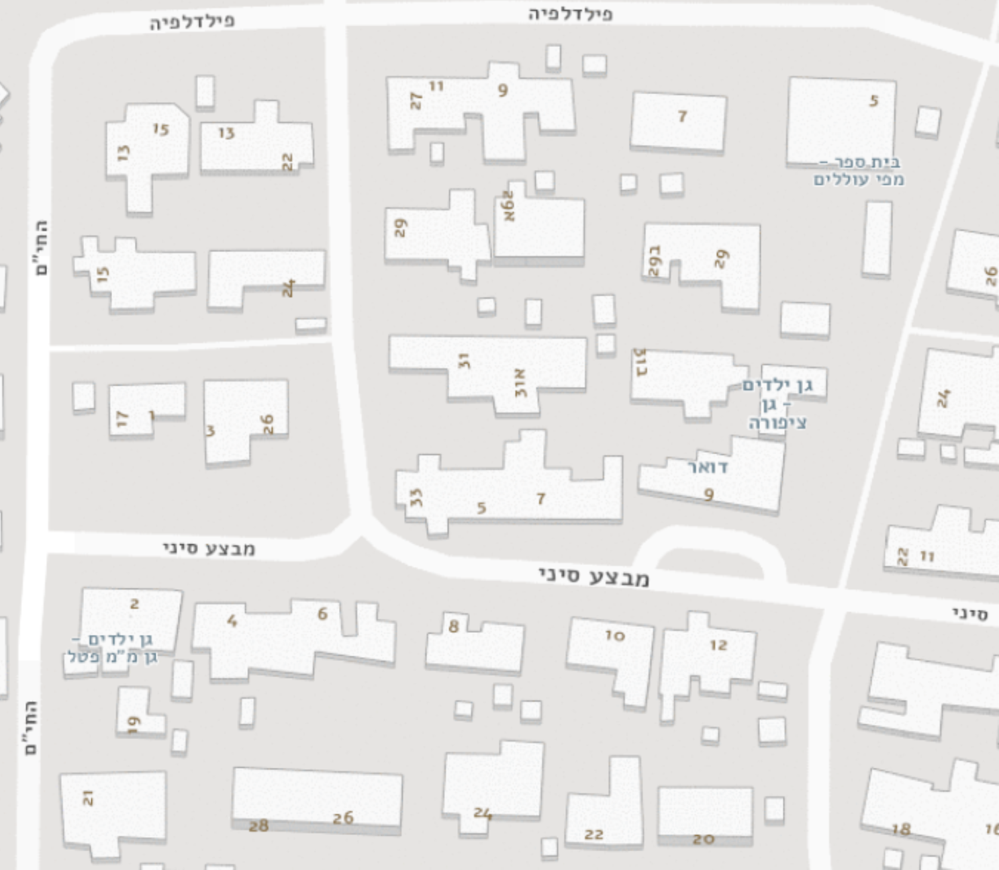 פילדלפיה
פילדלפיה
11
9
27
7
5
15
13
13
22
בית ספר –
מפי עוללים
29
29א
29ב
29
26
החי"ם
15
24
31
31א
31ב
גן ילדים
– גן
ציפורה
24
17
1
3
26
דואר
9
33
5
7
22
11
מבצע סיני
מבצע סיני
סיני
2
4
6
8
10
12
גן ילדים –
גן מ"מ פטל
19
החי"ם
21
28
26
24
22
20
18